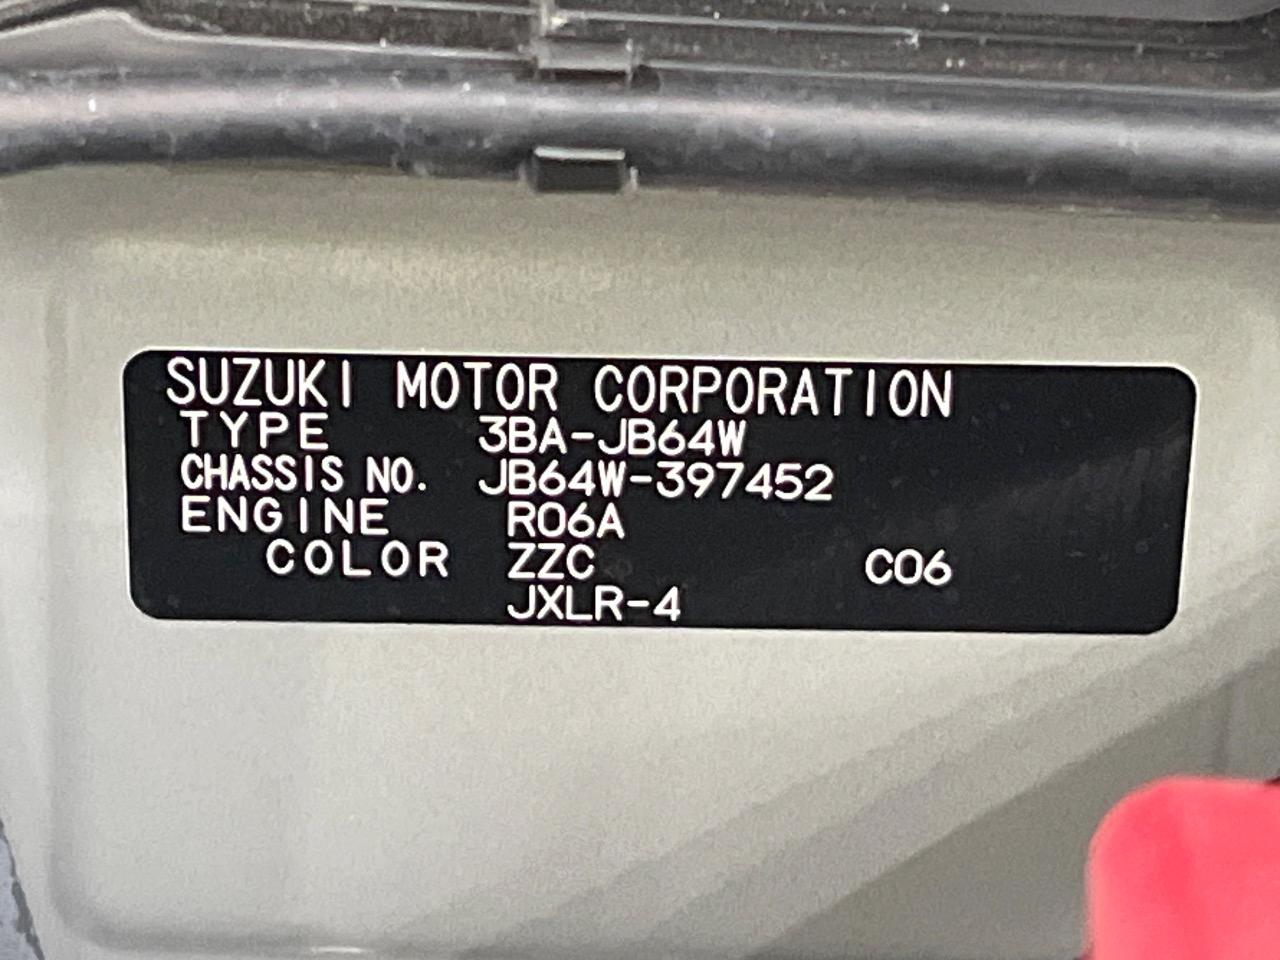 SUZUKI MOTOR CORPORATION
TYPE 3BA-JB64W
CHASSIS NO. JB64W-397452
ENGINE R06A
COLOR ZZC C06
JXLR-4